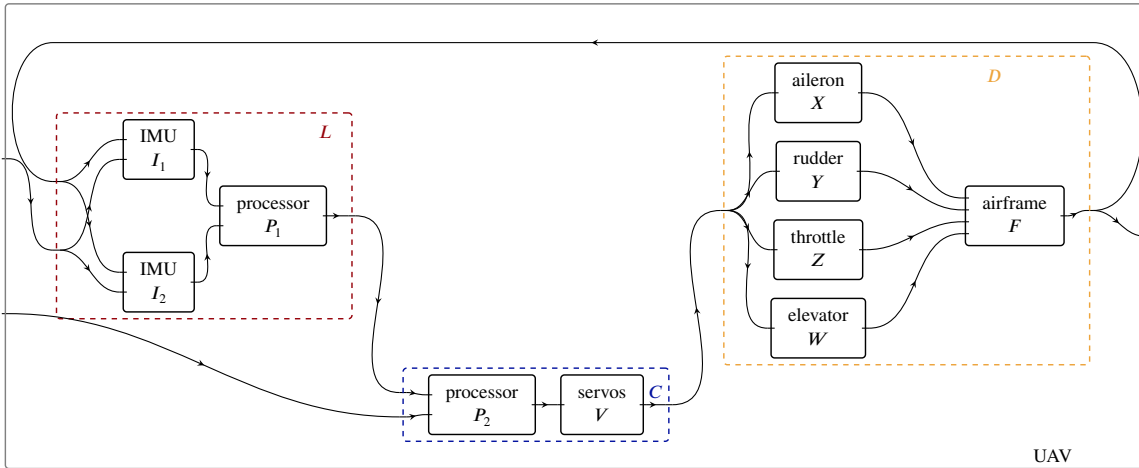 L
IMU
I₁
IMU
I₂
processor
P₁
processor
P₂
servos
V
C
D
aileron
X
rudder
Y
throttle
Z
elevator
W
airframe
F
UAV